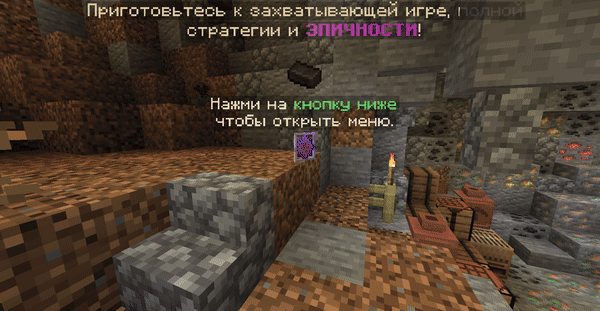 Приготовьтесь к захватывающей игре, полной
стратегии и ЭПИЧНОСТИ!
Нажми на кнопку ниже
чтобы открыть меню.